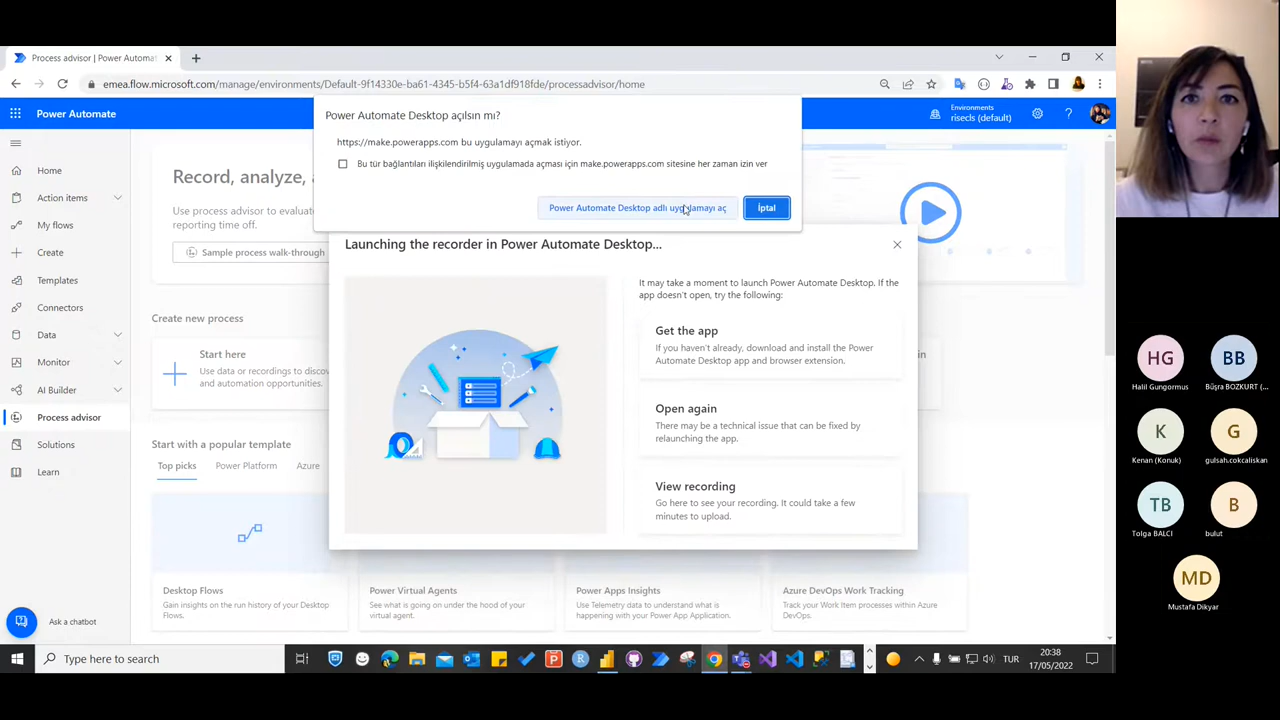 Process advisor | Power Automat
emea.flow.microsoft.com/manage/environments/Default-9f14330e-ba61-4345-b5f4-63a1df918fde/processadvisor/home
Power Automate
Environments
risecls (default)
Power Automate Desktop açılsın mı?
https://make.powerapps.com bu uygulamayı açmak istiyor.
Bu tür bağlantıları ilişkilendirilmiş uygulamada açması için make.powerapps.com sitesine her zaman izin ver
Power Automate Desktop adlı uygulamayı aç
İptal
Home
Action items
My flows
Create
Templates
Connectors
Data
Monitor
AI Builder
Process advisor
Solutions
Learn
Ask a chatbot
Record, analyze, a
Use process advisor to evaluat
reporting time off.
Sample process walk-through
Create new process
Start here
Use data or recordings to disco
and automation opportunities.
in
Start with a popular template
Top picks
Power Platform
Azure
Launching the recorder in Power Automate Desktop...
It may take a moment to launch Power Automate Desktop. If the
app doesn't open, try the following:
Get the app
If you haven't already, download and install the Power
Automate Desktop app and browser extension.
Open again
There may be a technical issue that can be fixed by
relaunching the app.
View recording
Go here to see your recording. It could take a few
minutes to upload.
Desktop Flows
Gain insights on the run history of your Desktop
Flows.
Power Virtual Agents
See what is going on under the hood of your
virtual agent.
Power Apps Insights
Use Telemetry data to understand what is
happening with your Power App Application.
Azure DevOps Work Tracking
Track your Work Item processes within Azure
DevOps.
Type here to search
TUR
20:38
17/05/2022
HG
Halil Gungormus
BB
Büşra BOZKURT (...
K
Kenan (Konuk)
G
gulsah.cokcaliskan
TB
Tolga BALCI
B
bulut
MD
Mustafa Dikyar